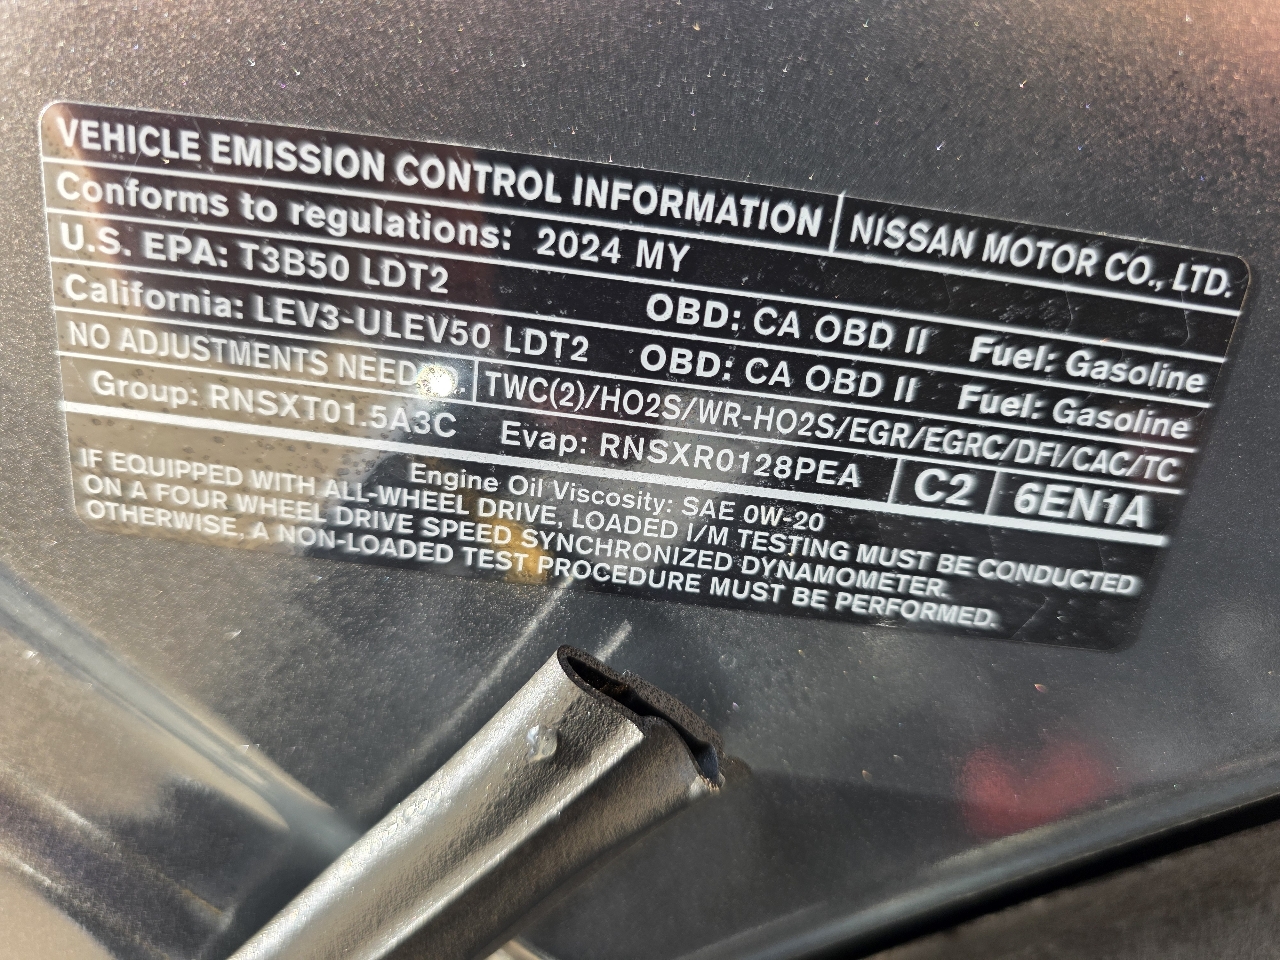 VEHICLE EMISSION CONTROL INFORMATION NISSAN MOTOR CO., LTD.
Conforms to regulations: 2024 MY
U.S. EPA: T3B50 LDT2 OBD: CA OBD II Fuel: Gasoline
California: LEV3-ULEV50 LDT2 OBD: CA OBD II Fuel: Gasoline
NO ADJUSTMENTS TWC(2)/HO2S/WR-HO2S/EGR/EGRC/DFI/CAC/TC
Group: RNSXT01.5A3C Evap: RNSXR0128PEA C2 6EN1A
Engine Oil Viscosity: SAE 0W-20
IF EQUIPPED WITH ALL-WHEEL DRIVE, LOADED I/M TESTING MUST BE CONDUCTED
ON A FOUR WHEEL DRIVE SPEED SYNCHRONIZED DYNAMOMETER.
OTHERWISE, A NON-LOADED TEST PROCEDURE MUST BE PERFORMED.